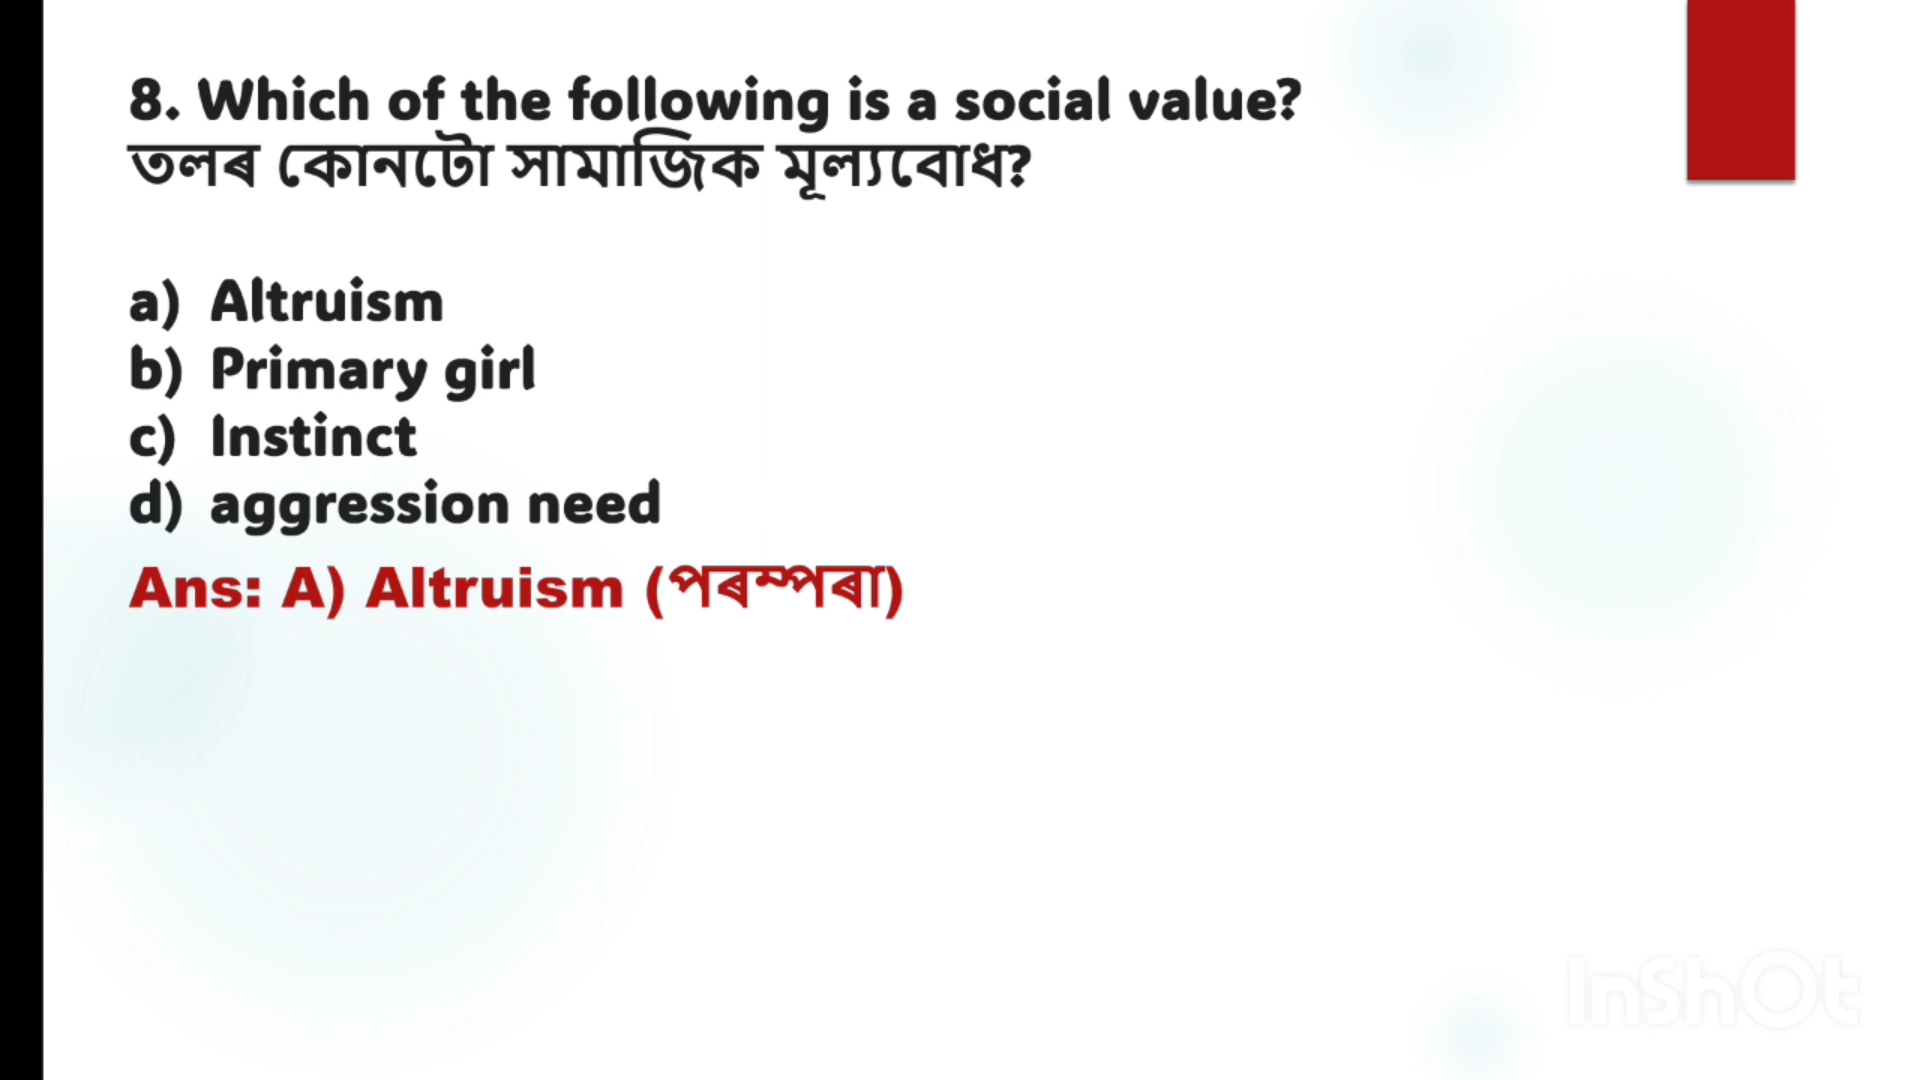 8. Which of the following is a social value?
তলৰ কোনটো সামাজিক মূল্যবোধ?
a) Altruism
b) Primary girl
c) Instinct
d) aggression need
Ans: A) Altruism (পৰম্পৰা)
InShOt